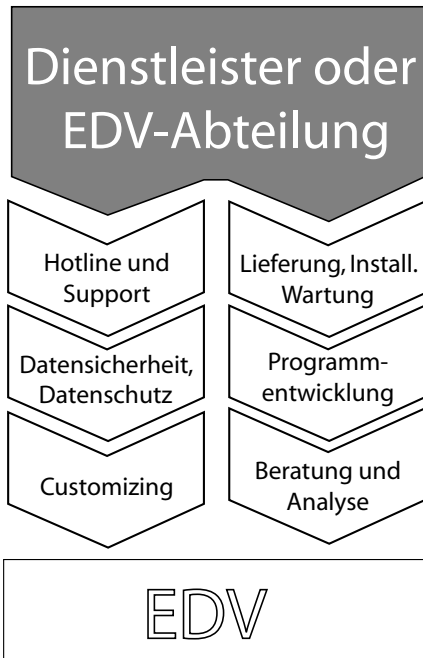 Dienstleister oder
EDV-Abteilung
Hotline und
Support
Lieferung, Install.
Wartung
Datensicherheit,
Datenschutz
Programm-
entwicklung
Customizing
Beratung und
Analyse
EDV